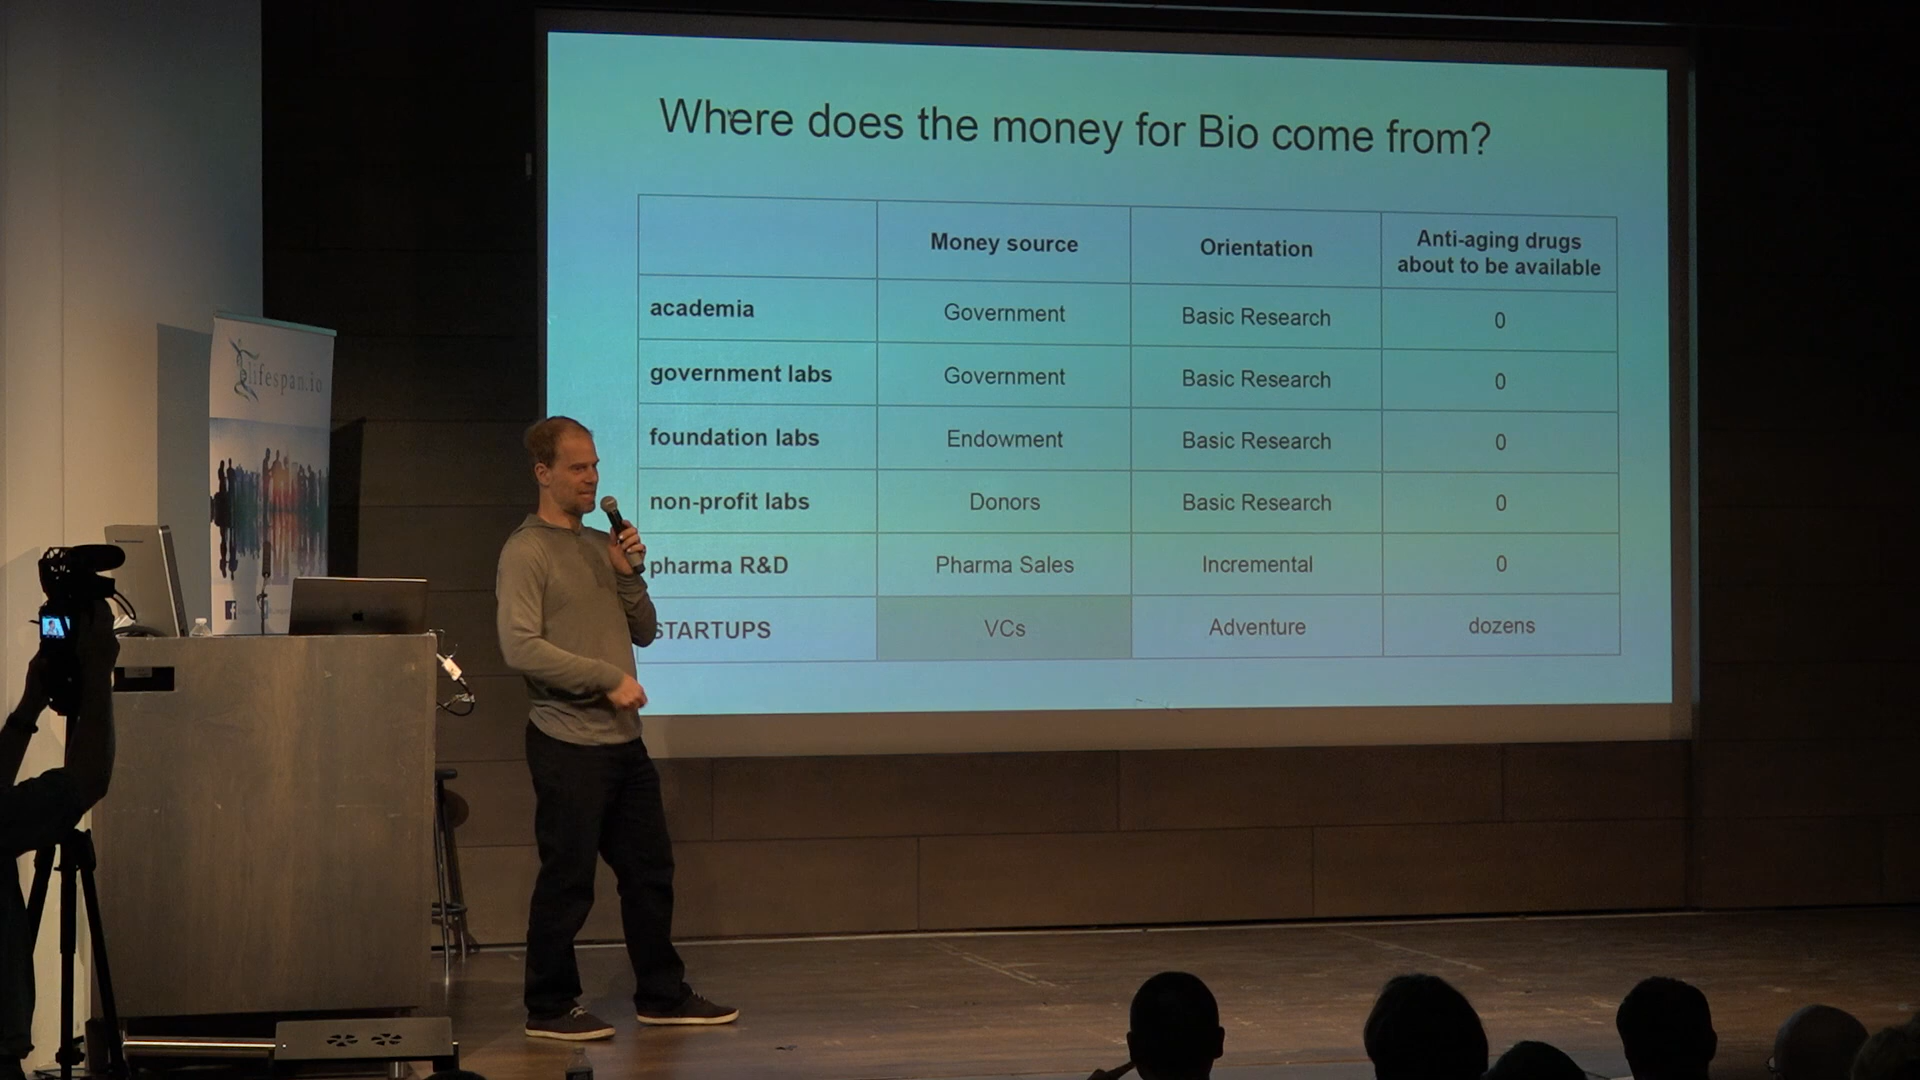 Where does the money for Bio come from?
Money source
Orientation
Anti-aging drugs
about to be available
academia
Government
Basic Research
0
government labs
Government
Basic Research
0
foundation labs
Endowment
Basic Research
0
non-profit labs
Donors
Basic Research
0
pharma R&D
Pharma Sales
Incremental
0
STARTUPS
VCs
Adventure
dozens
lifespan.io